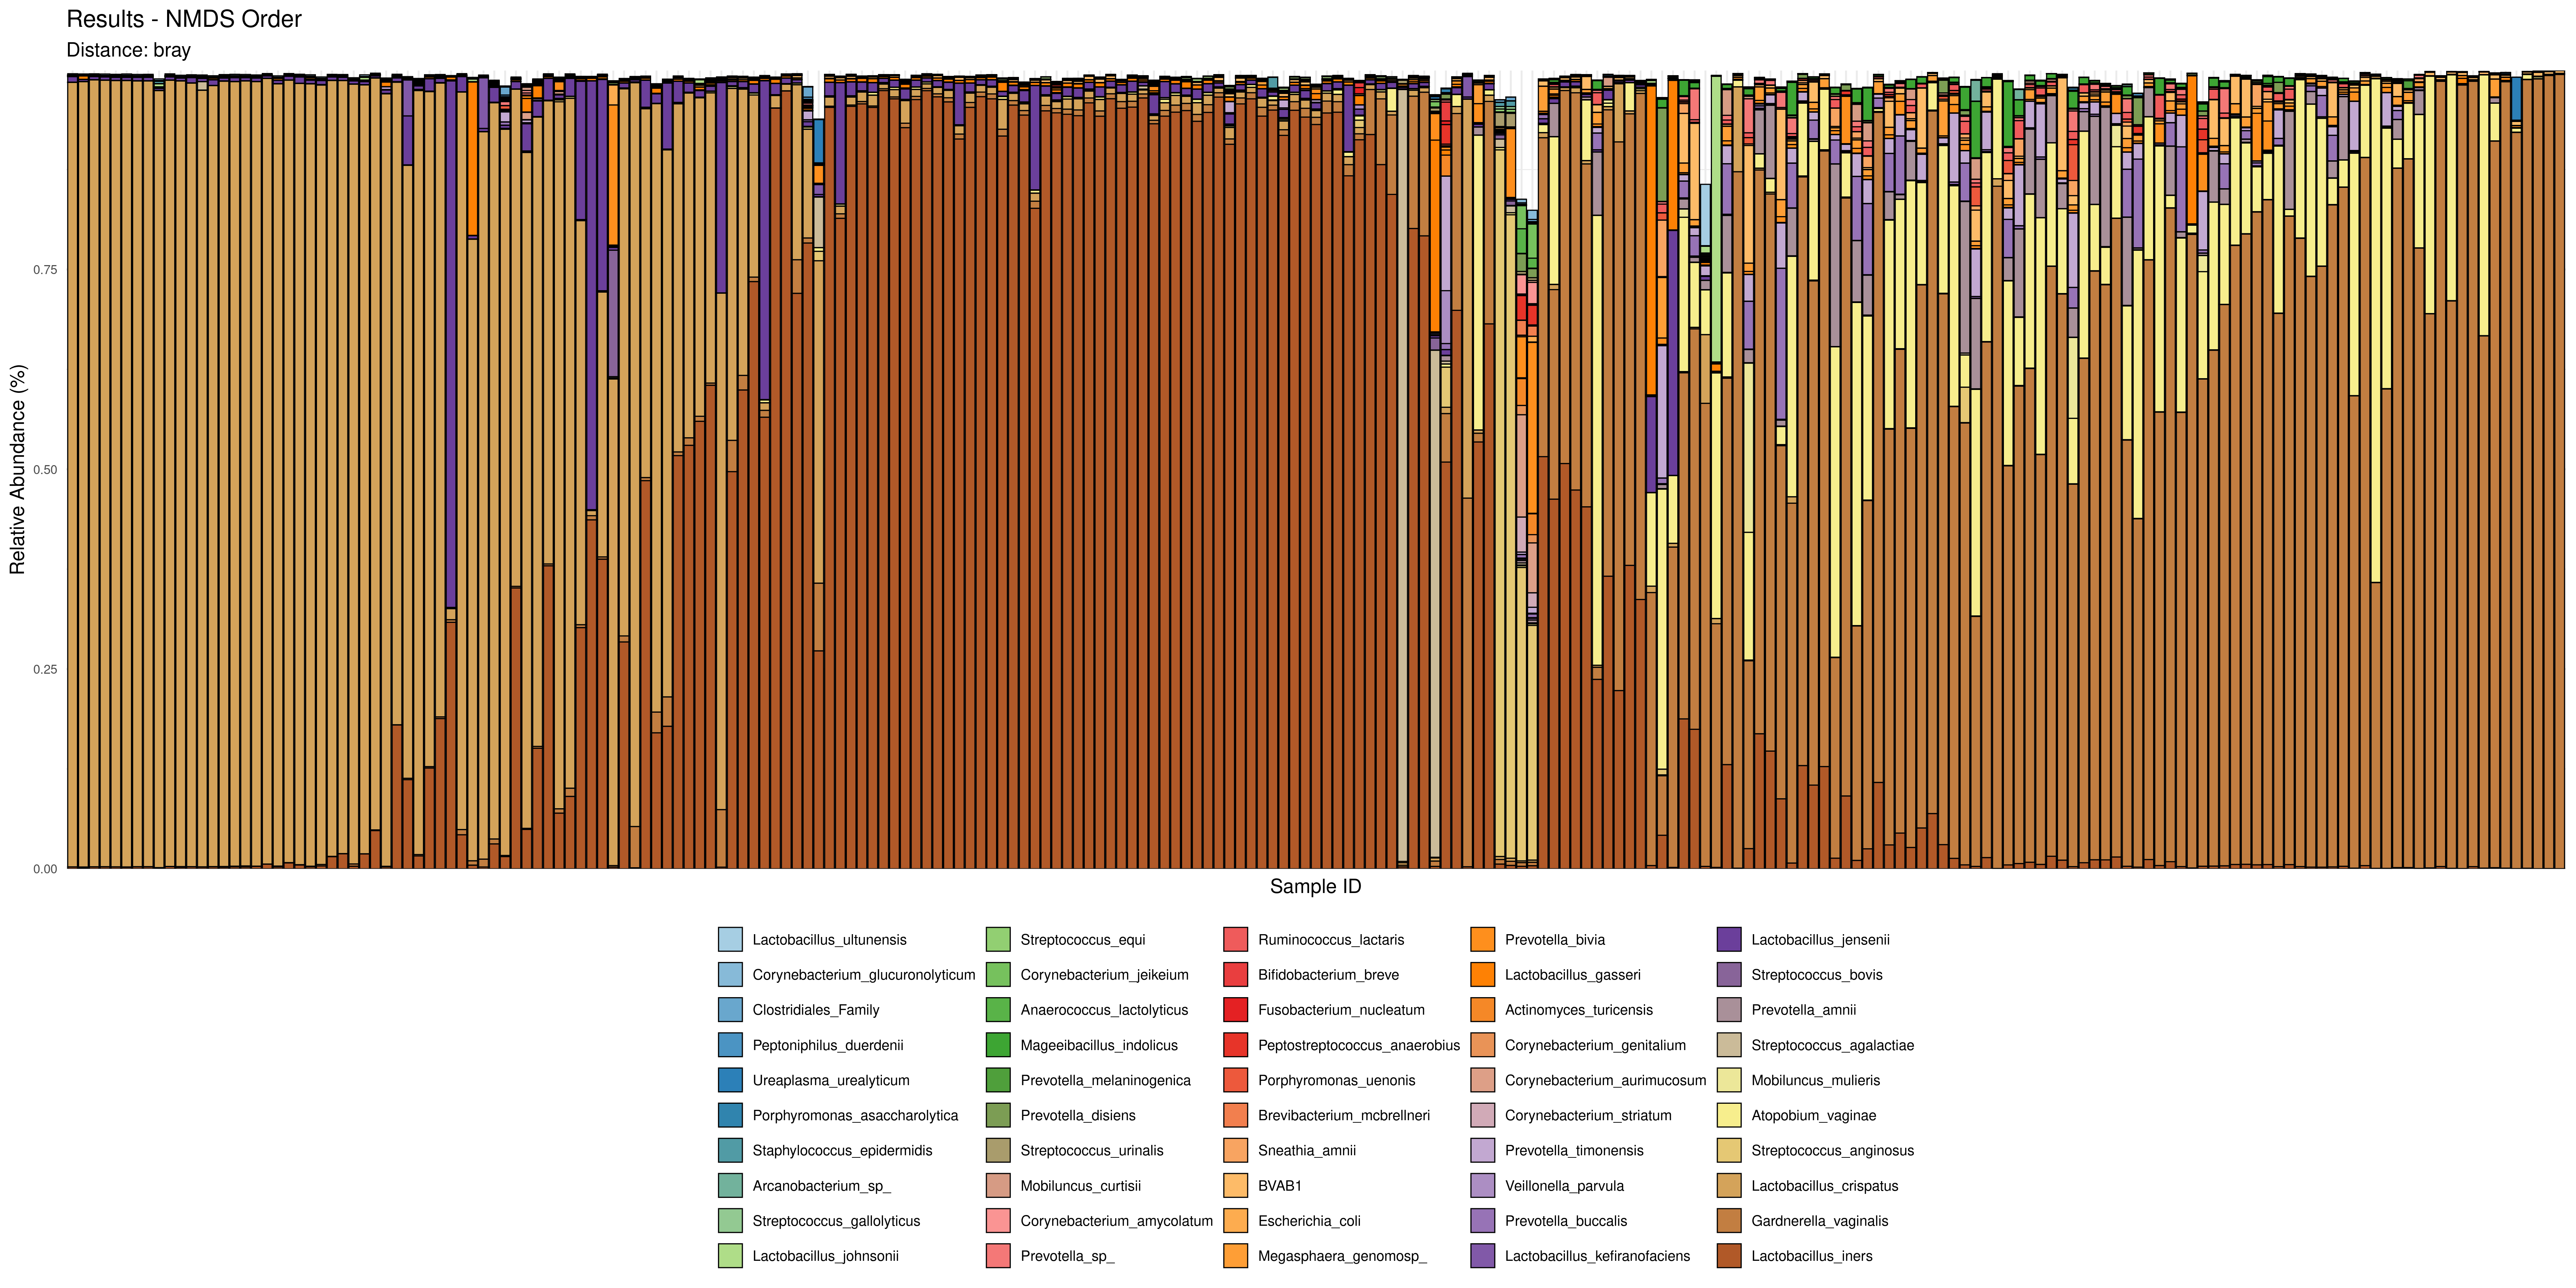 Results - NMDS Order
Distance: bray
Relative Abundance (%)
0.75
0.50
0.25
0.00
Sample ID
Lactobacillus_ultunensis
Corynebacterium_glucuronolyticum
Clostridiales_Family
Peptoniphilus_duerdenii
Ureaplasma_urealyticum
Porphyromonas_asaccharolytica
Staphylococcus_epidermidis
Arcanobacterium_sp_
Streptococcus_gallolyticus
Lactobacillus_johnsonii
Streptococcus_equi
Corynebacterium_jeikeium
Anaerococcus_lactolyticus
Mageeibacillus_indolicus
Prevotella_melaninogenica
Prevotella_disiens
Streptococcus_urinalis
Mobiluncus_curtisii
Corynebacterium_amycolatum
Prevotella_sp_
Ruminococcus_lactaris
Bifidobacterium_breve
Fusobacterium_nucleatum
Peptostreptococcus_anaerobius
Porphyromonas_uenonis
Brevibacterium_mcbrellneri
Sneathia_amnii
BVAB1
Escherichia_coli
Megasphaera_genomosp_
Prevotella_bivia
Lactobacillus_gasseri
Actinomyces_turicensis
Corynebacterium_genitalium
Corynebacterium_aurimucosum
Corynebacterium_striatum
Prevotella_timonensis
Veillonella_parvula
Prevotella_buccalis
Lactobacillus_kefiranofaciens
Lactobacillus_jensenii
Streptococcus_bovis
Prevotella_amnii
Streptococcus_agalactiae
Mobiluncus_mulieris
Atopobium_vaginae
Streptococcus_anginosus
Lactobacillus_crispatus
Gardnerella_vaginalis
Lactobacillus_iners